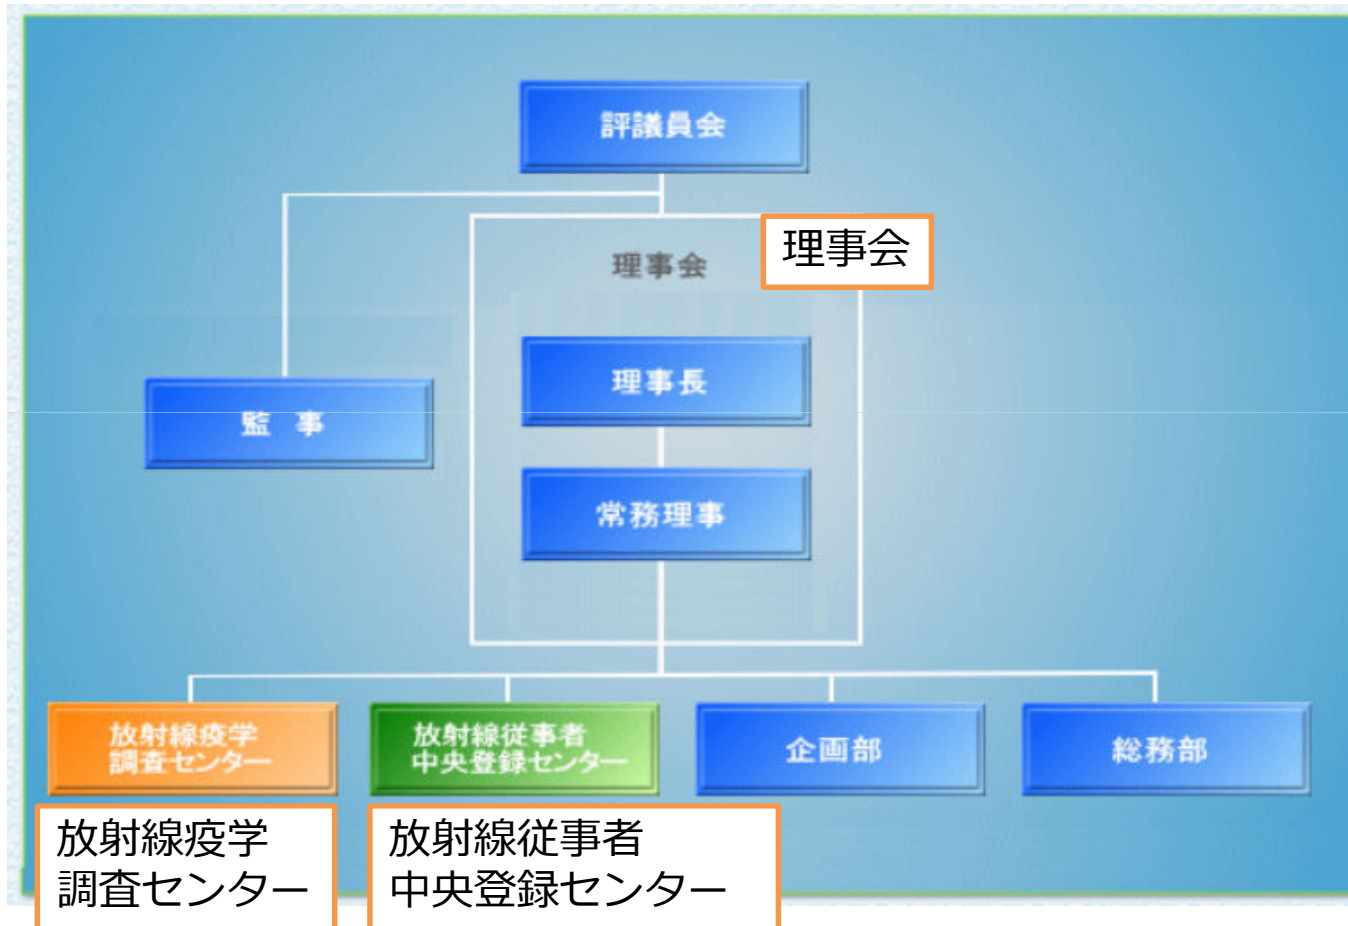 評議員会
理事会
理事会
理事長
監 事
常務理事
放射線疫学
調査センター
放射線従事者
中央登録センター
企画部
総務部
放射線疫学
調査センター
放射線従事者
中央登録センター